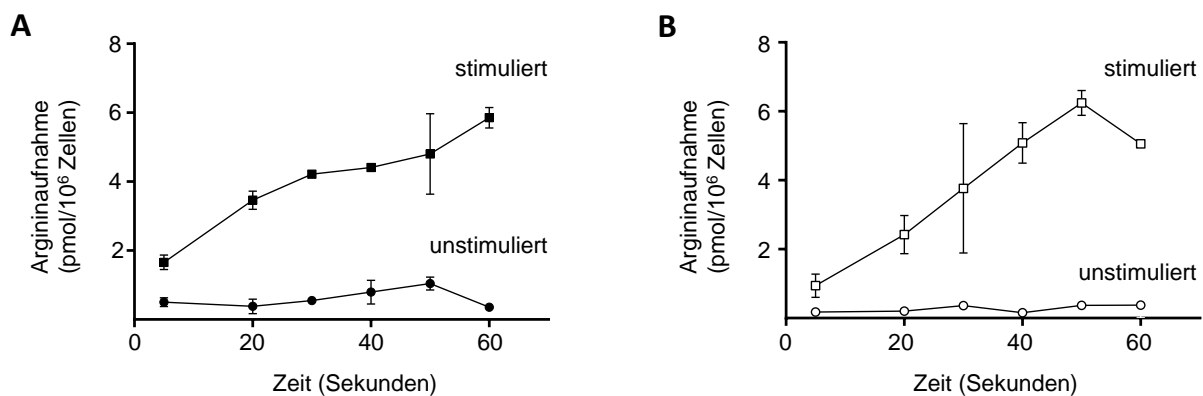 A
8
6
4
2
0
20
40
60
Argininaufnahme
(pmol/10⁶ Zellen)
stimuliert
unstimuliert
Zeit (Sekunden)
B
8
6
4
2
0
20
40
60
Argininaufnahme
(pmol/10⁶ Zellen)
stimuliert
unstimuliert
Zeit (Sekunden)